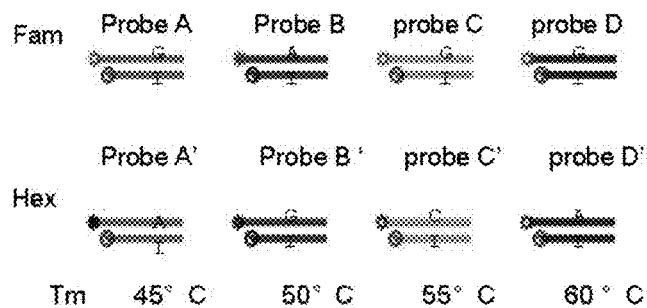 Probe A Probe B probe C probe D
Fam
G A G G
Probe A' Probe B' probe C' probe D'
Hex
A G A
Tm 45° C 50° C 55° C 60° C